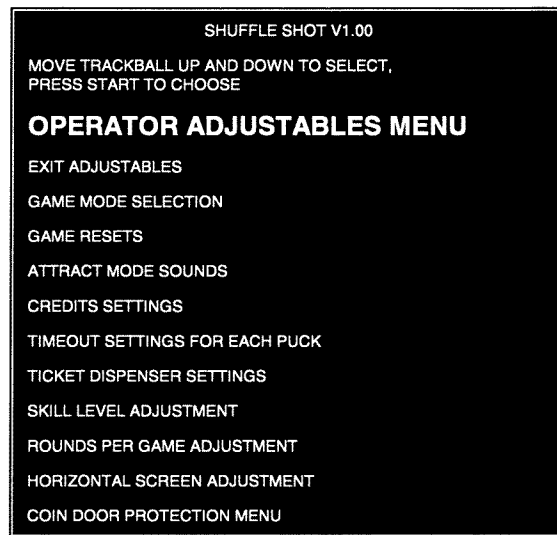 SHUFFLE SHOT V1.00
MOVE TRACKBALL UP AND DOWN TO SELECT,
PRESS START TO CHOOSE
OPERATOR ADJUSTABLES MENU
EXIT ADJUSTABLES
GAME MODE SELECTION
GAME RESETS
ATTRACT MODE SOUNDS
CREDITS SETTINGS
TIMEOUT SETTINGS FOR EACH PUCK
TICKET DISPENSER SETTINGS
SKILL LEVEL ADJUSTMENT
ROUNDS PER GAME ADJUSTMENT
HORIZONTAL SCREEN ADJUSTMENT
COIN DOOR PROTECTION MENU